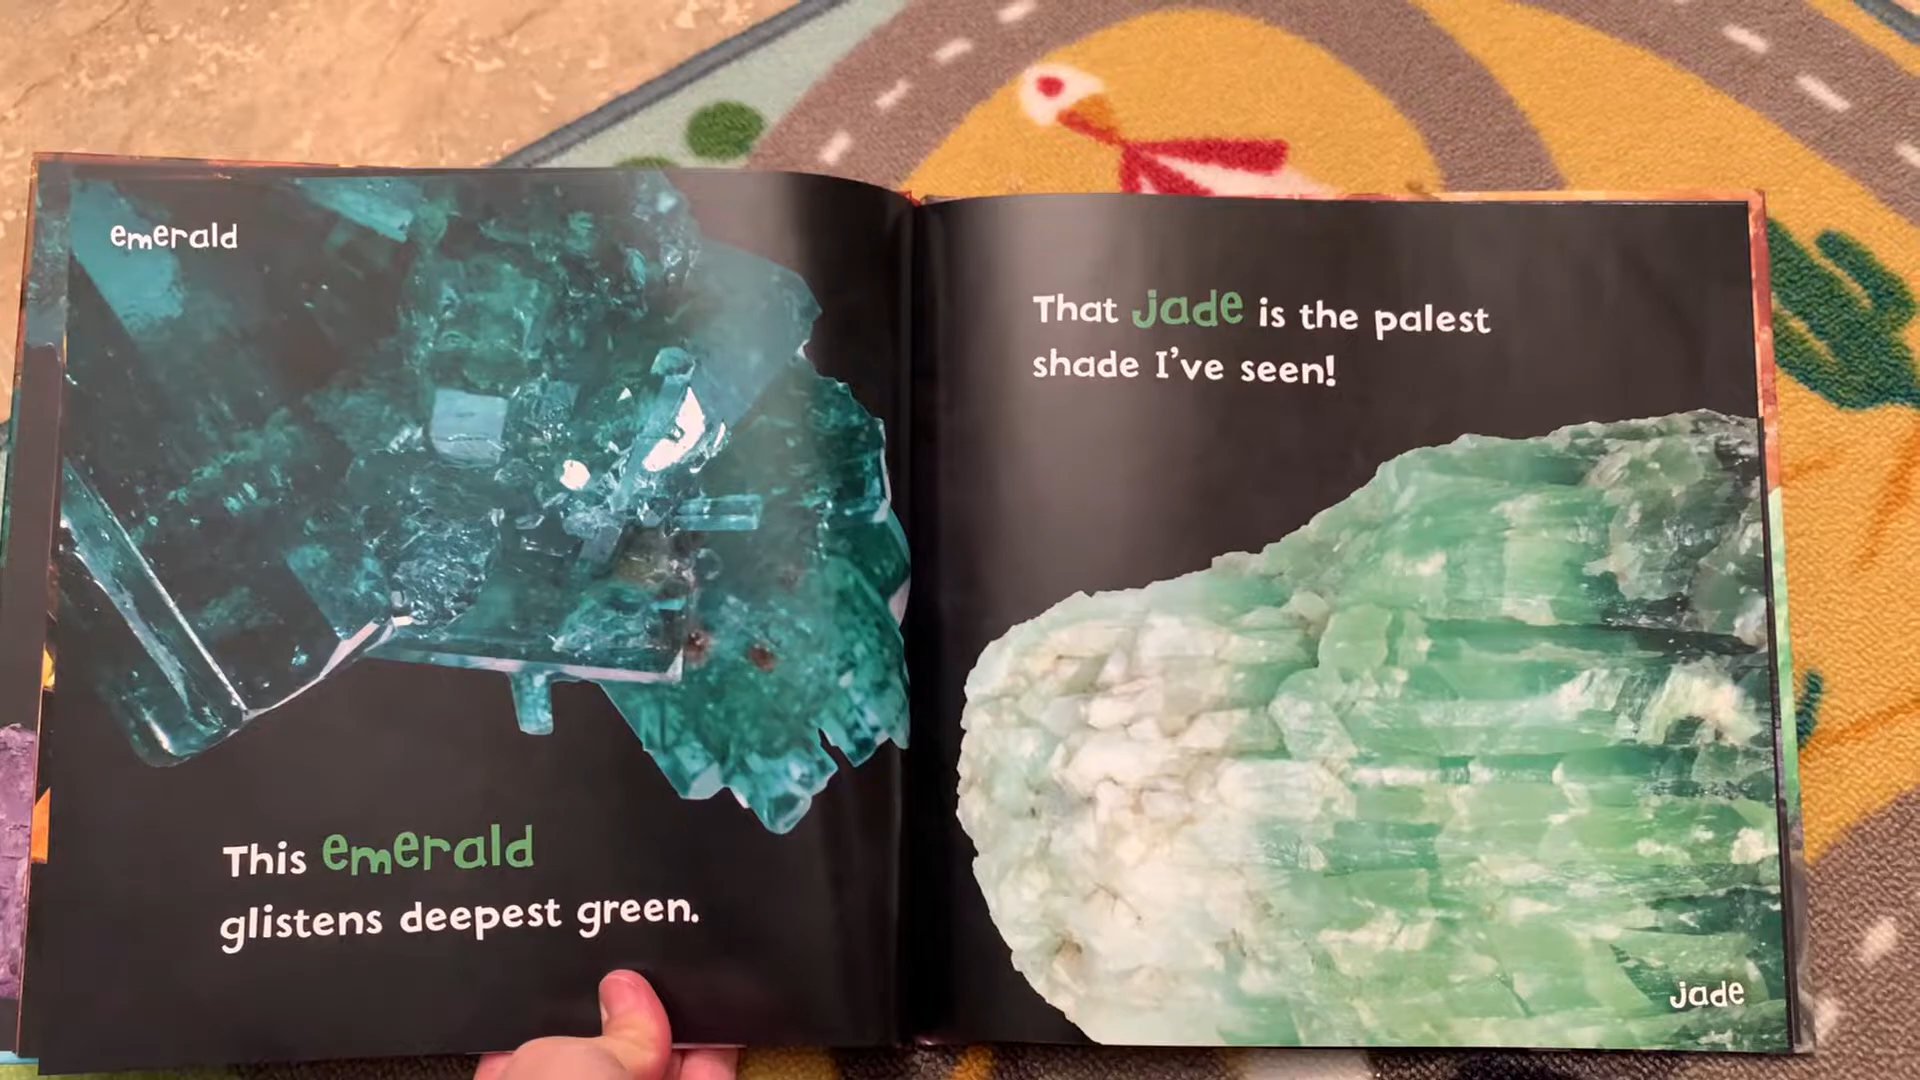 emerald
This emerald
glistens deepest green.
That jade is the palest
shade I've seen!
jade